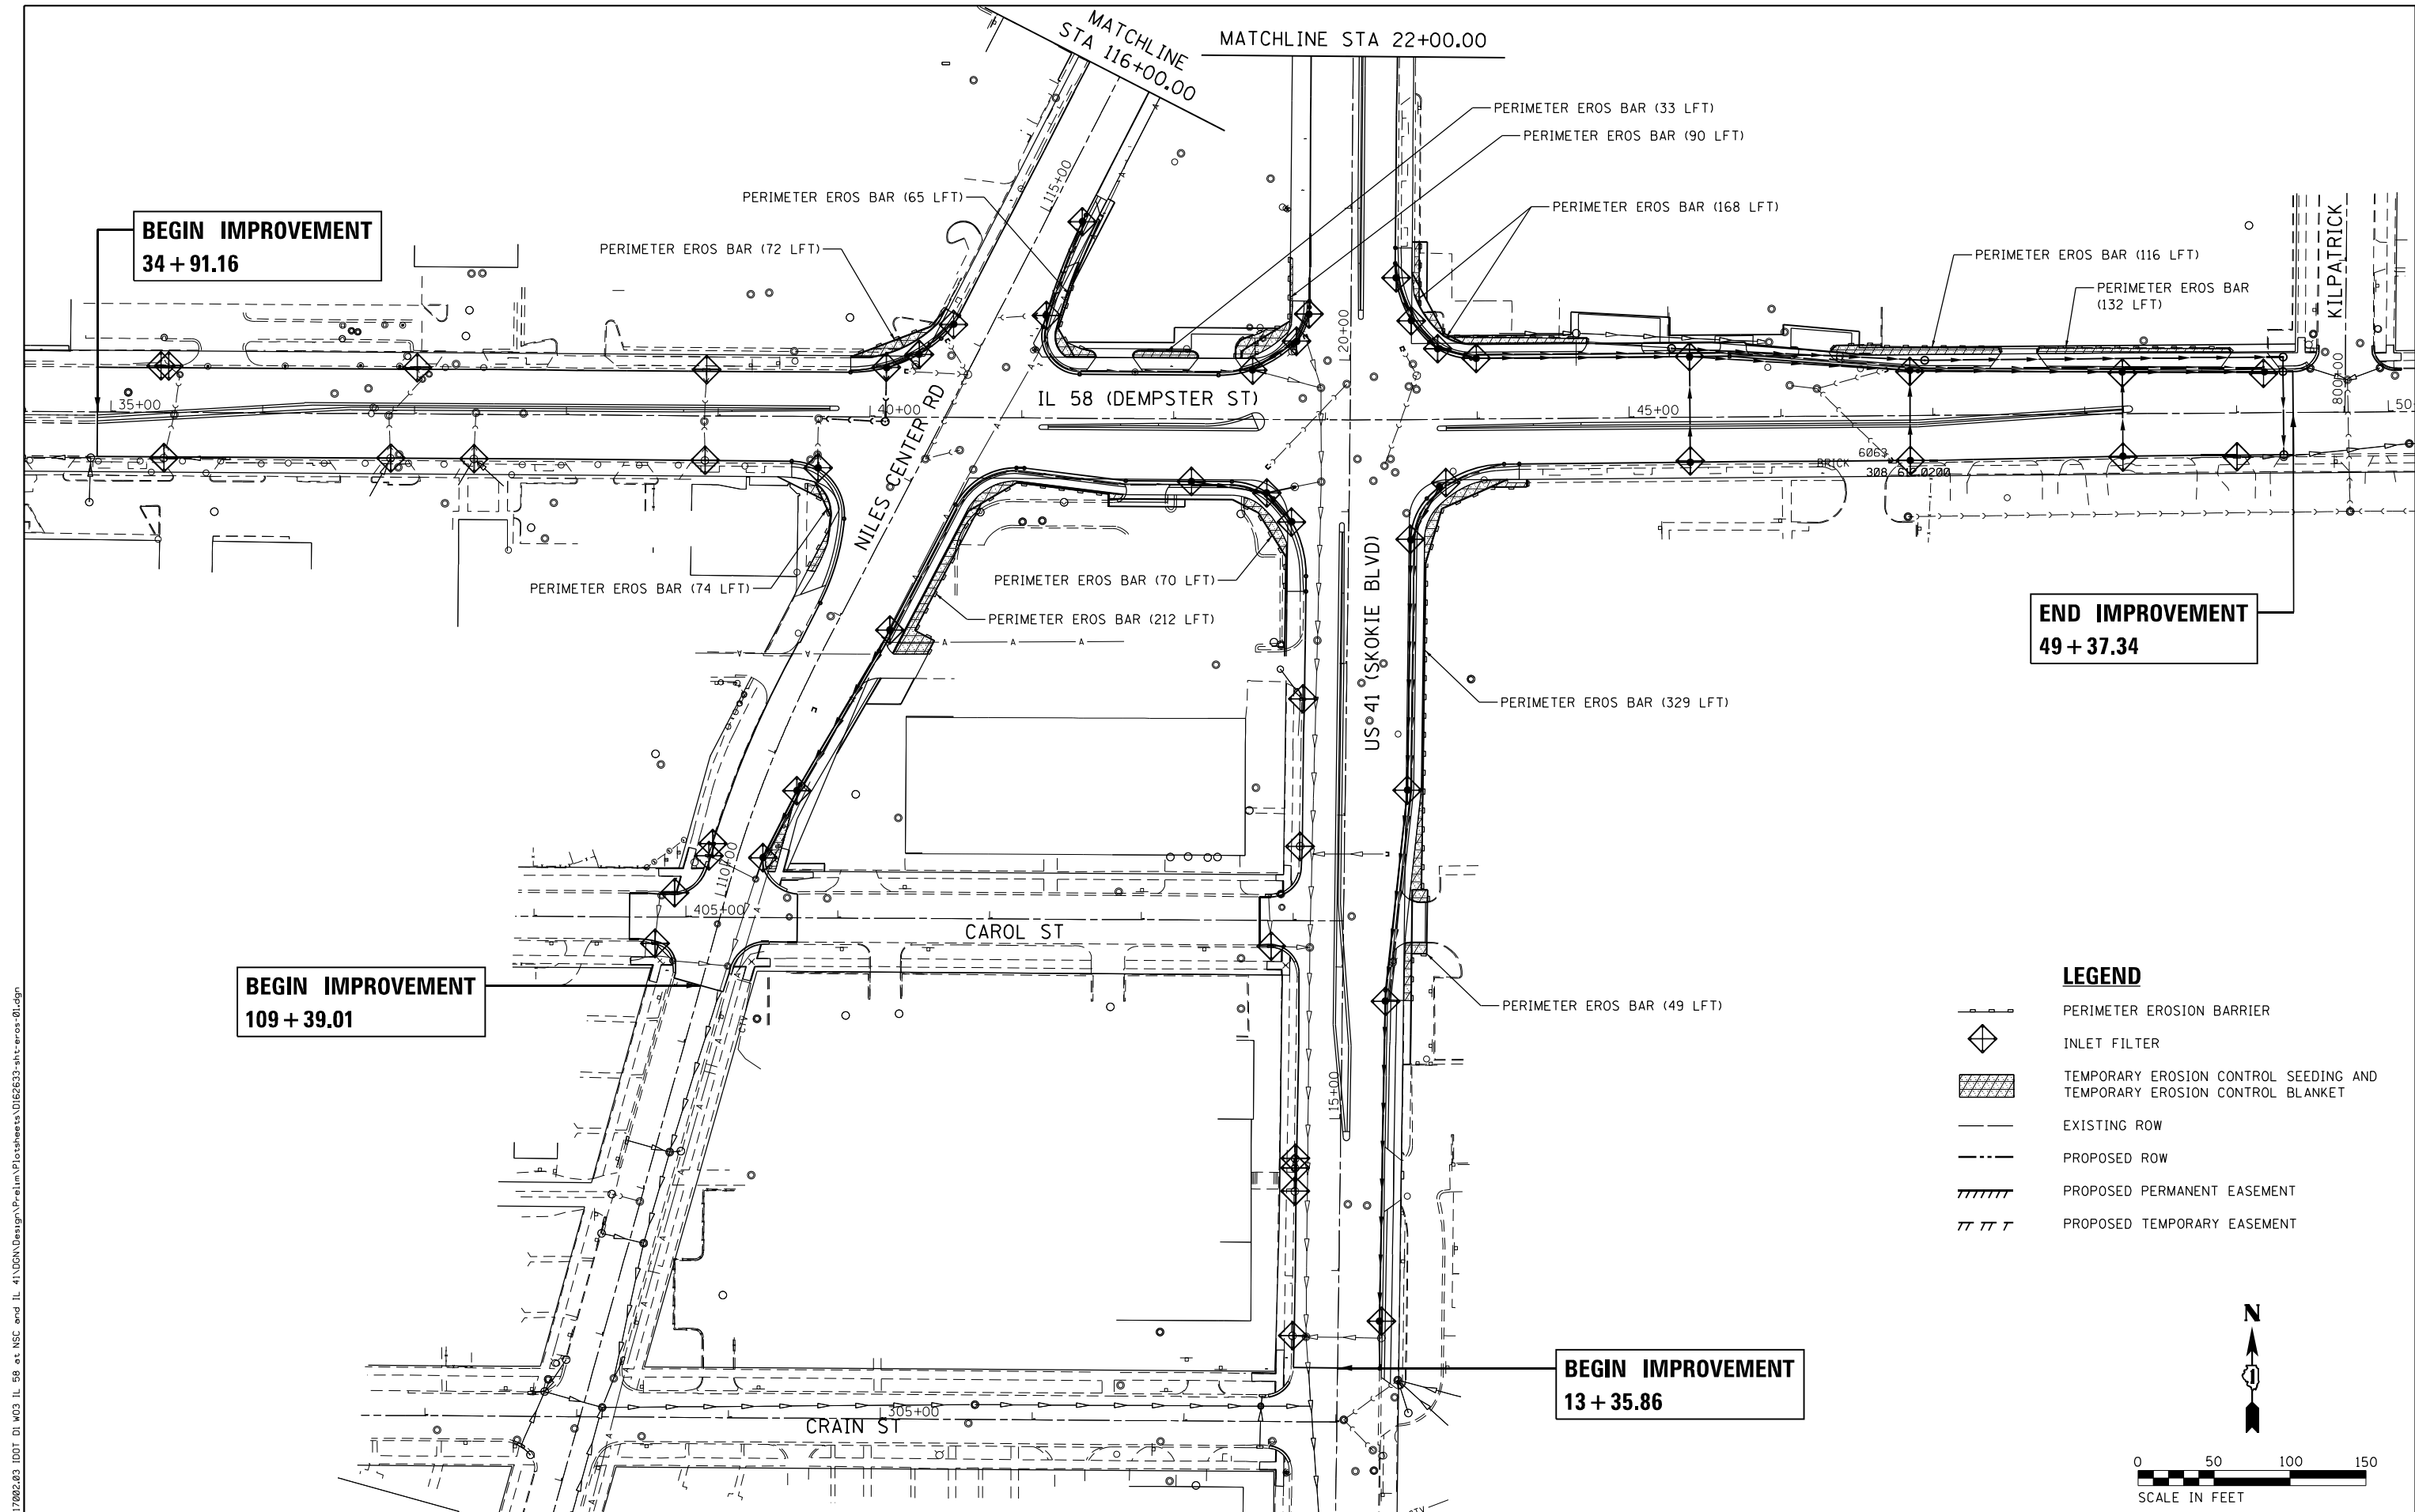 MATCHLINE
STA 116+00.00
MATCHLINE STA 22+00.00
PERIMETER EROS BAR (33 LFT)
PERIMETER EROS BAR (90 LFT)
PERIMETER EROS BAR (65 LFT)
PERIMETER EROS BAR (168 LFT)
PERIMETER EROS BAR (72 LFT)
PERIMETER EROS BAR (116 LFT)
PERIMETER EROS BAR
(132 LFT)
BEGIN IMPROVEMENT
34+91.16
115+00
20+00
KILPATRICK
800+00
35+00
40+00
IL 58 (DEMPSTER ST)
45+00
50
NILES CENTER RD
BRICK
6063
PERIMETER EROS BAR (74 LFT)
PERIMETER EROS BAR (70 LFT)
PERIMETER EROS BAR (212 LFT)
US 41 (SKOKIE BLVD)
END IMPROVEMENT
49+37.34
PERIMETER EROS BAR (329 LFT)
110+00
405+00
CAROL ST
BEGIN IMPROVEMENT
109+39.01
PERIMETER EROS BAR (49 LFT)
15+00
LEGEND
PERIMETER EROSION BARRIER
INLET FILTER
TEMPORARY EROSION CONTROL SEEDING AND
TEMPORARY EROSION CONTROL BLANKET
EXISTING ROW
PROPOSED ROW
PROPOSED PERMANENT EASEMENT
PROPOSED TEMPORARY EASEMENT
N
BEGIN IMPROVEMENT
13+35.86
305+00
CRAIN ST
0 50 100 150
SCALE IN FEET